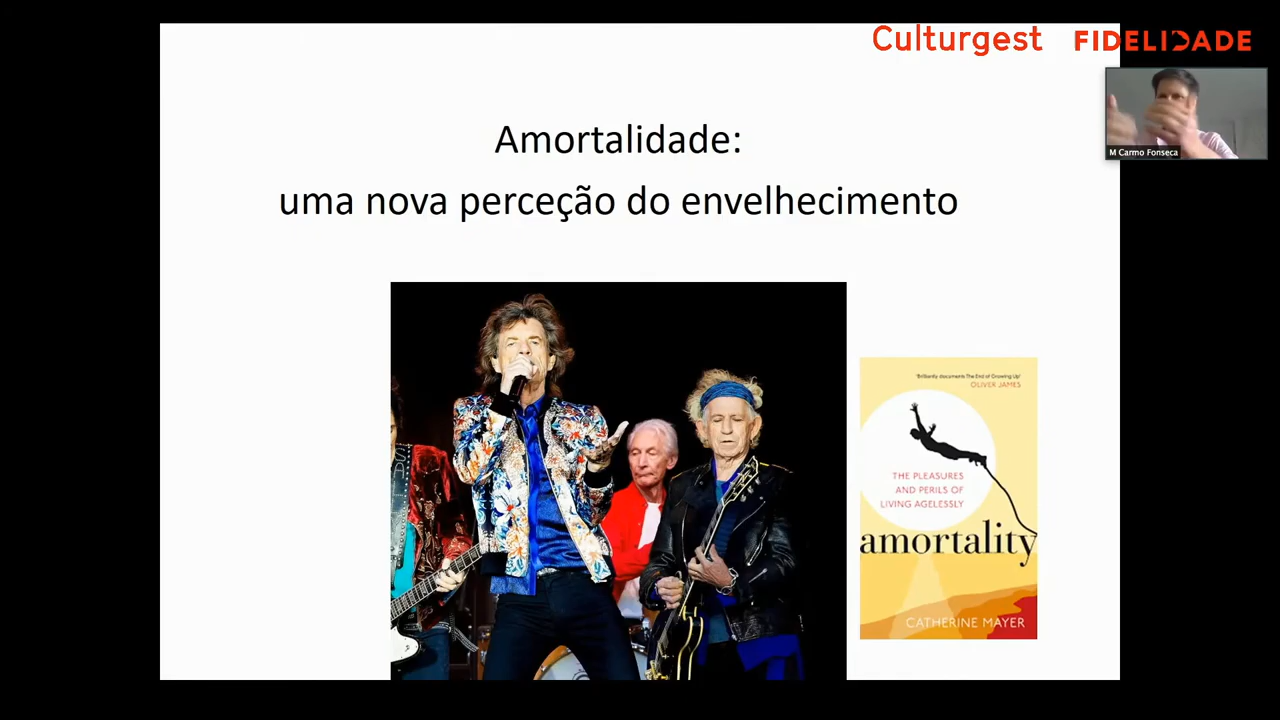 Culturgest FIDELIDADE
M Carmo Fonseca
Amortalidade:
uma nova perceção do envelhecimento
'Brilliantly documents The End of Growing Up'
OLIVER JAMES
THE PLEASURES
AND PERILS OF
LIVING AGELESSLY
amortality
CATHERINE MAYER